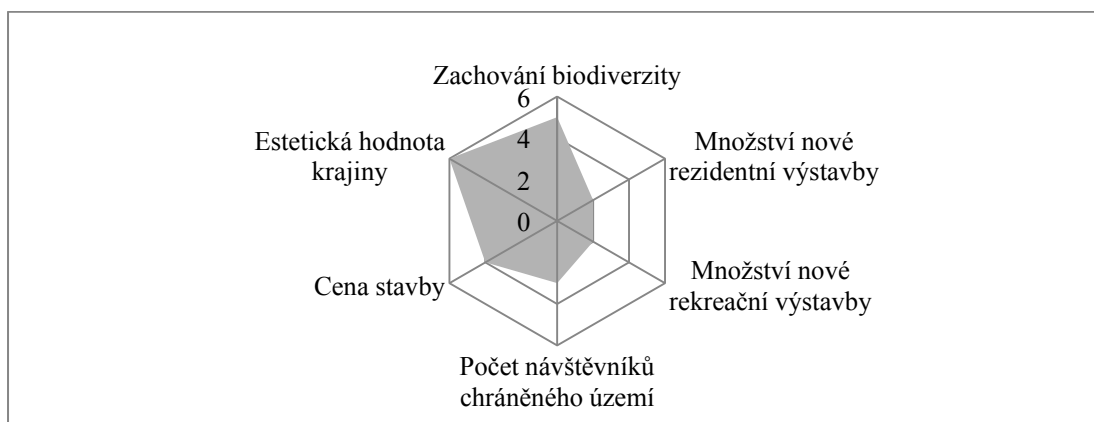 Zachování biodiverzity
6
4
2
0
Množství nové
rezidentní výstavby
Množství nové
rekreační výstavby
Počet návštěvníků
chráněného území
Cena stavby
Estetická hodnota
krajiny